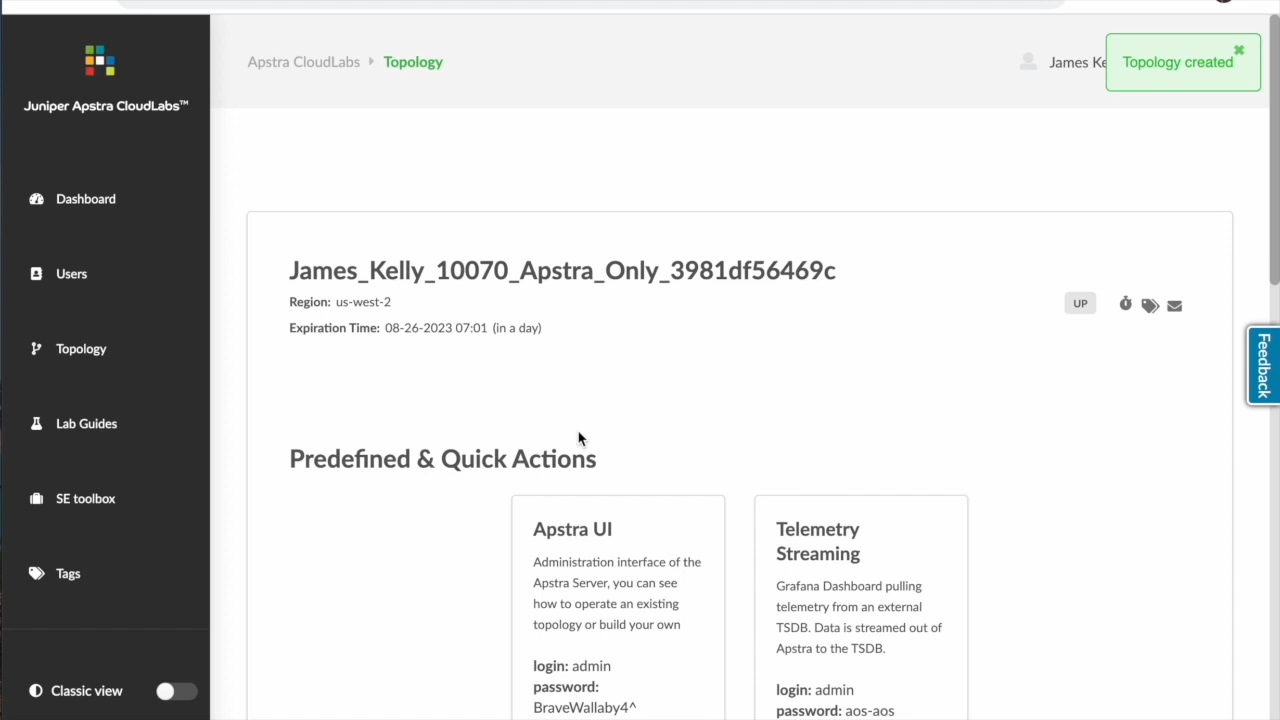 Juniper Apstra CloudLabs™
Dashboard
Users
Topology
Lab Guides
SE toolbox
Tags
Classic view
Apstra CloudLabs Topology
James Ke
Topology created
James_Kelly_10070_Apstra_Only_3981df56469c
Region: us-west-2
Expiration Time: 08-26-2023 07:01 (in a day)
UP
Feedback
Predefined & Quick Actions
Apstra UI
Administration interface of the
Apstra Server, you can see
how to operate an existing
topology or build your own
login: admin
password:
BraveWallaby4^
Telemetry
Streaming
Grafana Dashboard pulling
telemetry from an external
TSDB. Data is streamed out of
Apstra to the TSDB.
login: admin
password: aos-aos